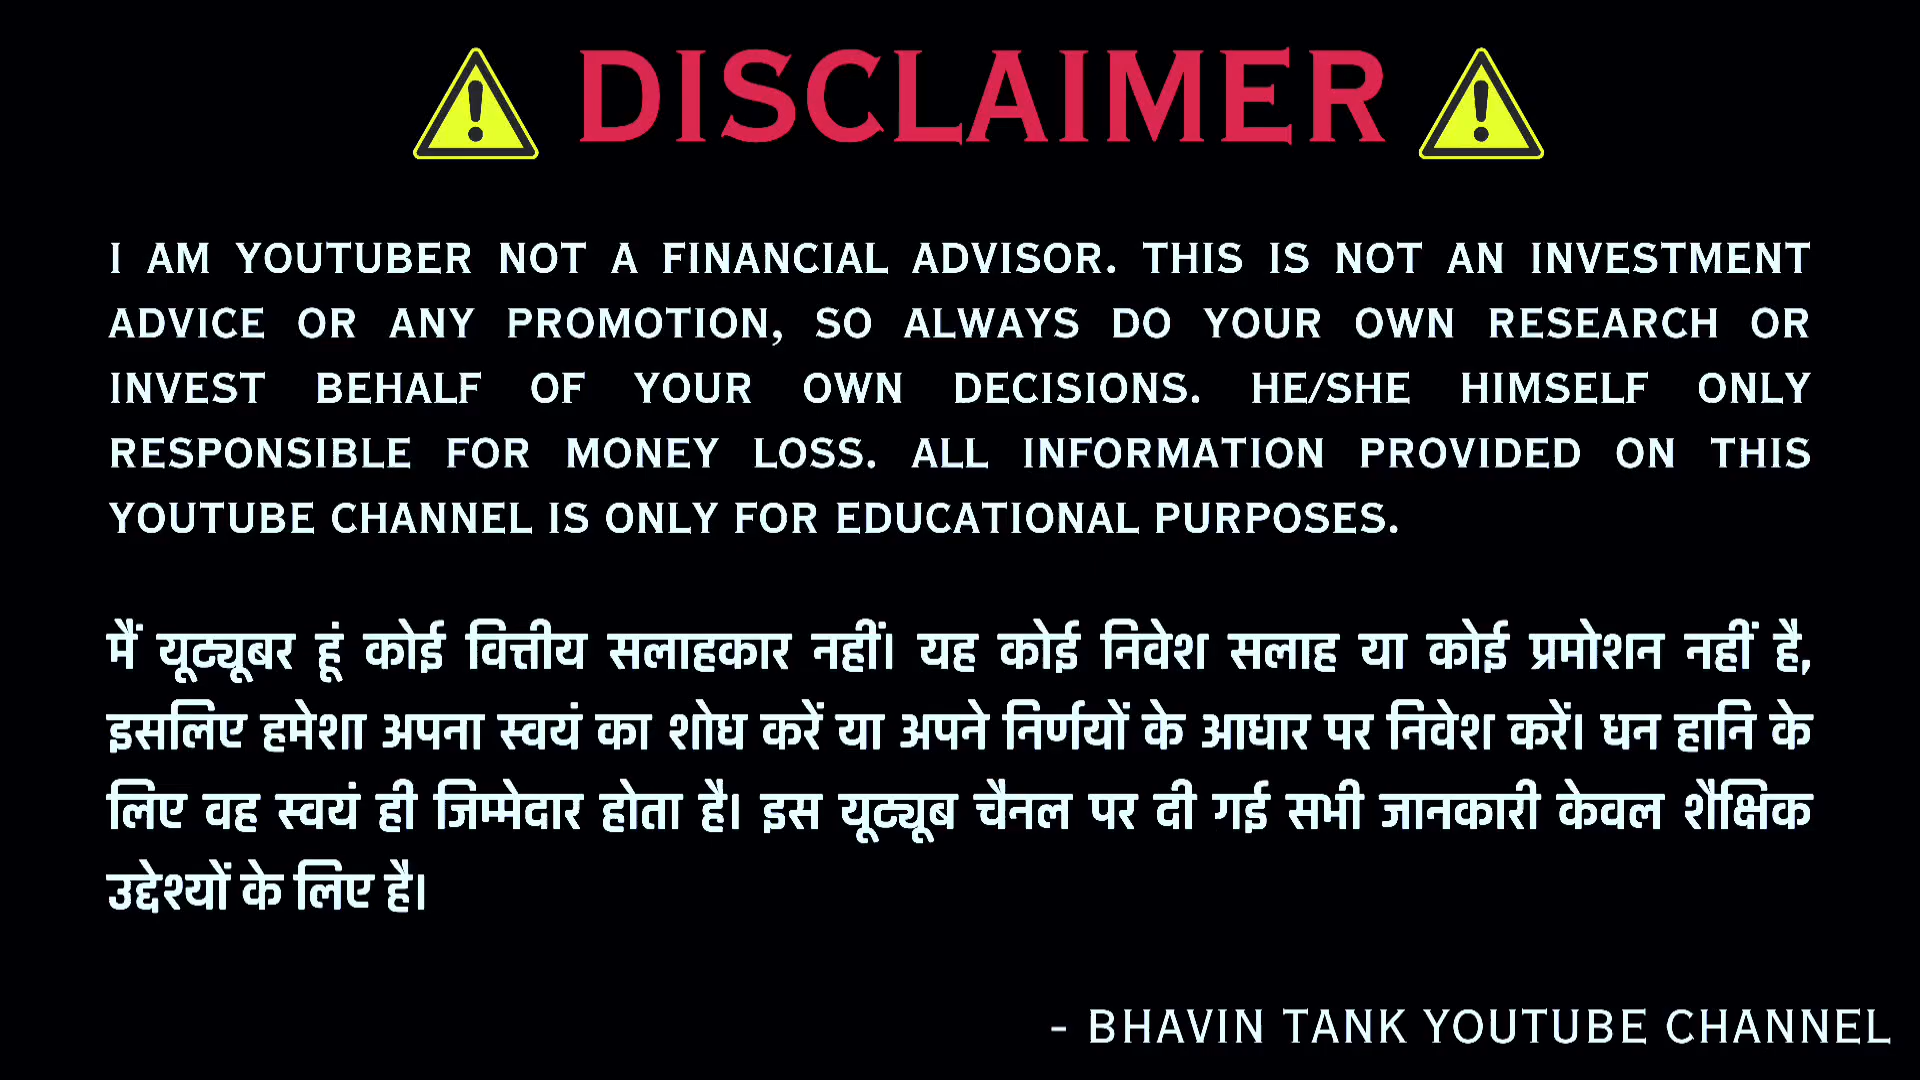 DISCLAIMER
I AM YOUTUBER NOT A FINANCIAL ADVISOR. THIS IS NOT AN INVESTMENT
ADVICE OR ANY PROMOTION, SO ALWAYS DO YOUR OWN RESEARCH OR
INVEST BEHALF OF YOUR OWN DECISIONS. HE/SHE HIMSELF ONLY
RESPONSIBLE FOR MONEY LOSS. ALL INFORMATION PROVIDED ON THIS
YOUTUBE CHANNEL IS ONLY FOR EDUCATIONAL PURPOSES.
मैं यूट्यूबर हूं कोई वित्तीय सलाहकार नहीं। यह कोई निवेश सलाह या कोई प्रमोशन नहीं है,
इसलिए हमेशा अपना स्वयं का शोध करें या अपने निर्णयों के आधार पर निवेश करें। धन हानि के
लिए वह स्वयं ही जिम्मेदार होता है। इस यूट्यूब चैनल पर दी गई सभी जानकारी केवल शैक्षिक
उद्देश्यों के लिए है।
- BHAVIN TANK YOUTUBE CHANNEL